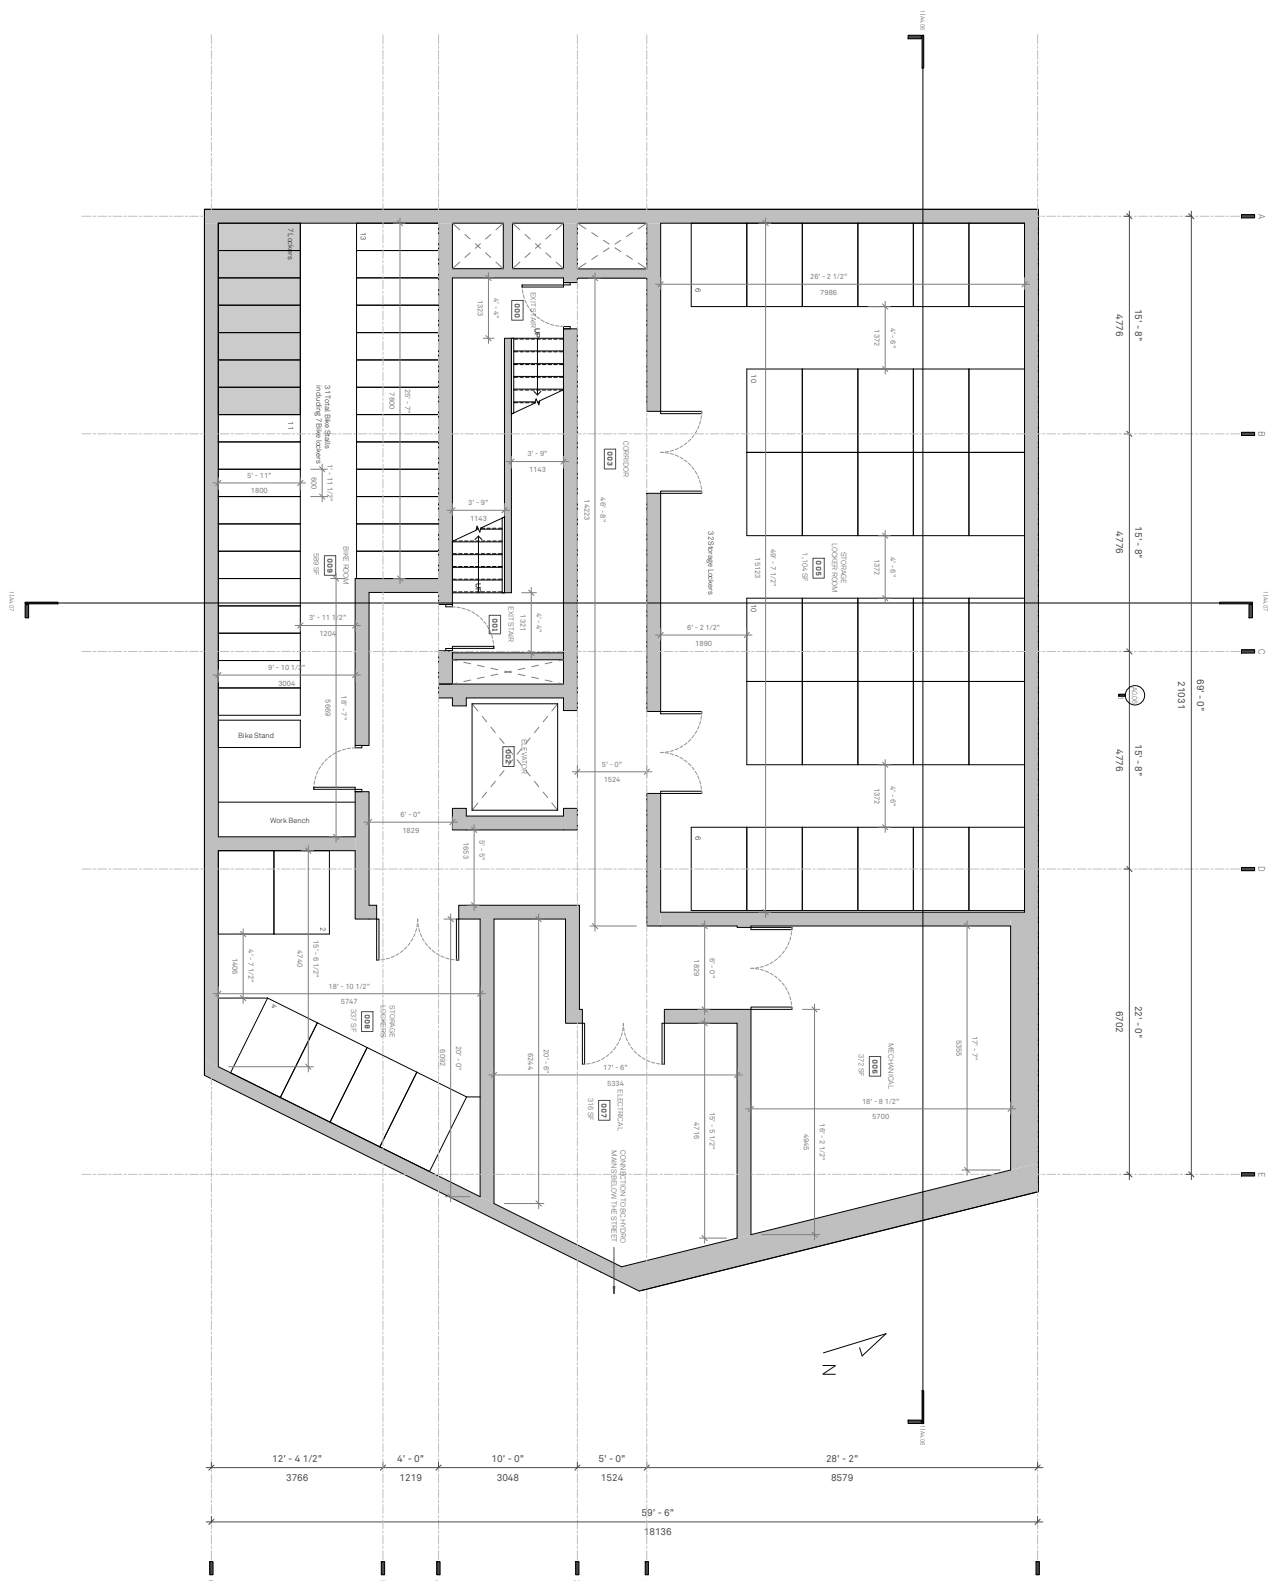 11A4.06
A
7 Lockers
13
26' - 2 1/2"
7986
6
15' - 8"
4776
4' - 4"
1323
EXIT STAIR
000
UP
4' - 6"
1372
10
25' - 7"
7800
31 Total Bike Stalls
including 7 Bike lockers
11
B
CORRIDOR
003
3' - 9"
1143
5' - 11"
1800
1' - 11 1/2"
600
3' - 9"
1143
46' - 8"
14223
32 Storage Lockers
49' - 7 1/2"
15123
STORAGE
LOCKER ROOM
005
1,104 SF
4' - 6"
1372
15' - 8"
4776
BIKE ROOM
009
589 SF
11A4.07
11A4.07
10
3' - 11 1/2"
1204
EXIT STAIR
001
4' - 4"
1321
6' - 2 1/2"
1890
C
9' - 10 1/2"
3004
18' - 7"
5669
69' - 0"
21031
Bike Stand
ELEVATOR
002
5' - 0"
1524
4' - 6"
1372
15' - 8"
4776
Work Bench
6' - 0"
1829
5' - 5"
1653
6
D
2
15' - 6 1/2"
4740
4' - 7 1/2"
1406
18' - 10 1/2"
5747
4
STORAGE
LOCKERS
008
337 SF
20' - 0"
6092
20' - 6"
6244
6' - 0"
1829
17' - 6"
5334
ELECTRICAL
007
316 SF
15' - 5 1/2"
4716
MECHANICAL
006
372 SF
17' - 7"
5355
18' - 8 1/2"
5700
16' - 2 1/2"
4945
22' - 0"
6702
CONNECTION TO BC HYDRO
MAINS BELOW THE STREET
E
N
11A4.06
12' - 4 1/2"
3766
4' - 0"
1219
10' - 0"
3048
5' - 0"
1524
28' - 2"
8579
59' - 6"
18136